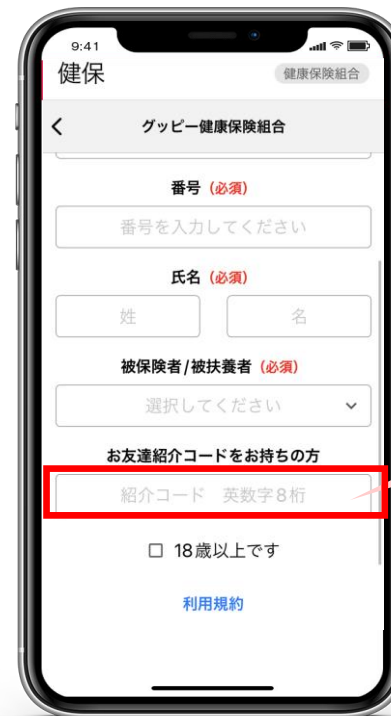 9:41
健保
健康保険組合
グッピー健康保険組合
番号 (必須)
番号を入力してください
氏名 (必須)
姓 名
被保険者/被扶養者 (必須)
選択してください
お友達紹介コードをお持ちの方
紹介コード 英数字8桁
18歳以上です
利用規約